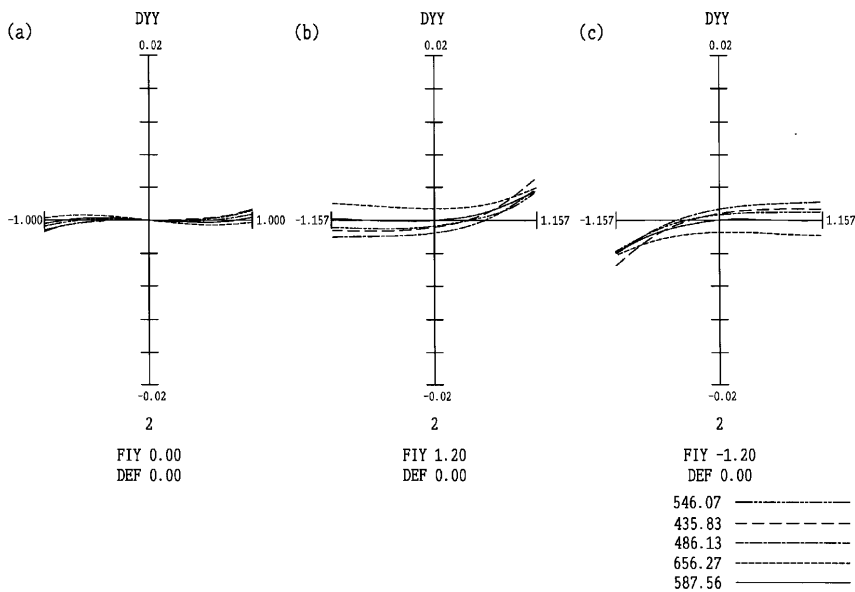 (a)
DYY
0.02
-1.000
1.000
-0.02
2
FIY 0.00
DEF 0.00
(b)
DYY
0.02
-1.157
1.157
-0.02
2
FIY 1.20
DEF 0.00
(c)
DYY
0.02
-1.157
1.157
-0.02
2
FIY -1.20
DEF 0.00
546.07
435.83
486.13
656.27
587.56